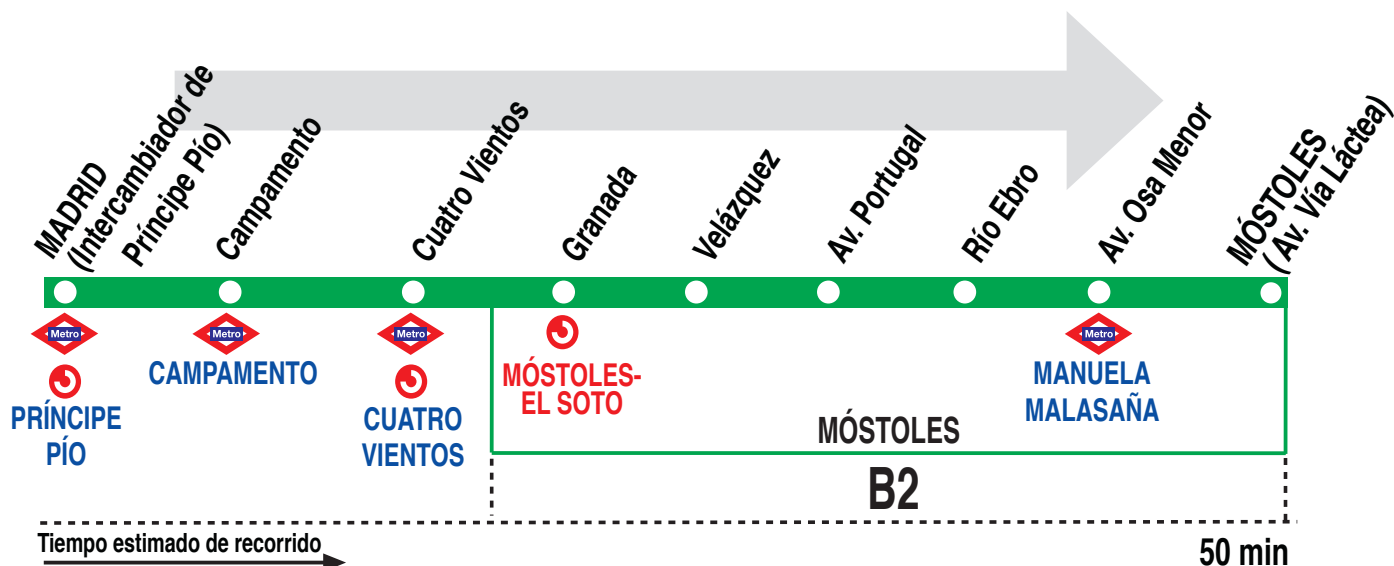 MADRID
(Intercambiador de
Príncipe Pío)
Campamento
Cuatro Vientos
Granada
Velázquez
Av. Portugal
Río Ebro
Av. Osa Menor
MÓSTOLES
(Av. Vía Láctea)
Metro
Metro
Metro
Metro
PRÍNCIPE
PÍO
CAMPAMENTO
CUATRO
VIENTOS
MÓSTOLES-
EL SOTO
MANUELA
MALASAÑA
MÓSTOLES
B2
Tiempo estimado de recorrido
50 min